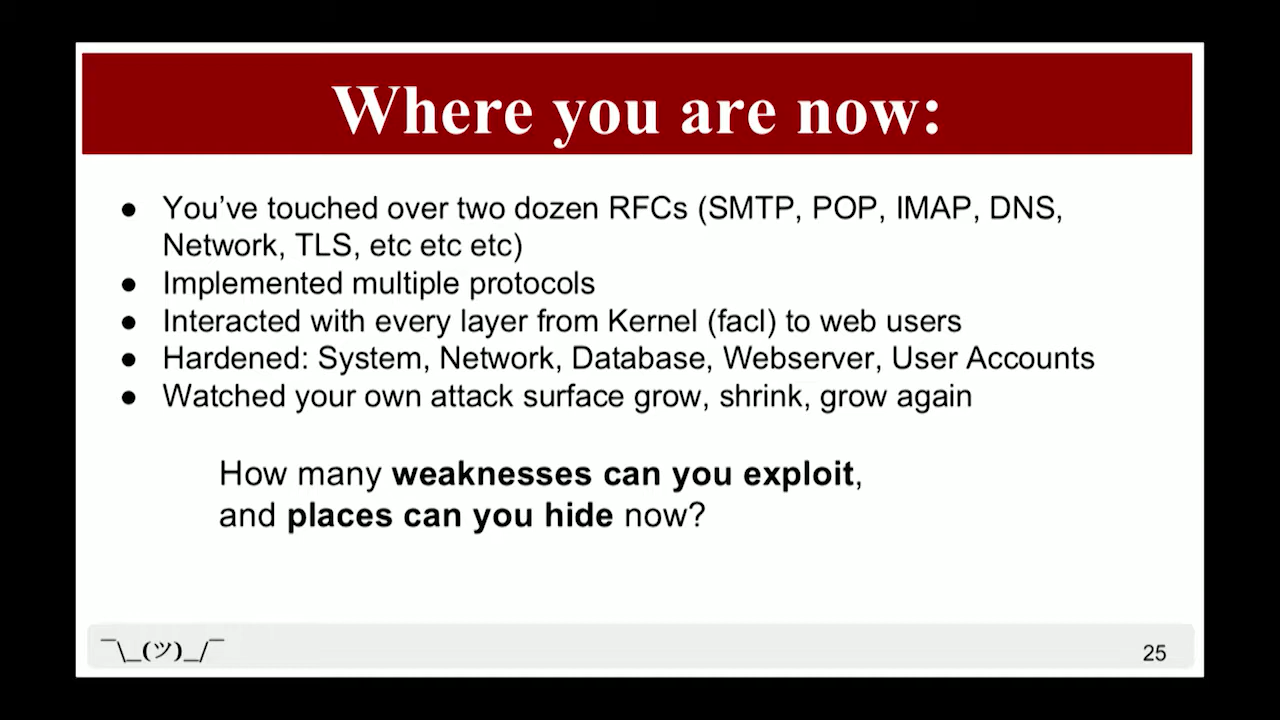 Where you are now:
● You’ve touched over two dozen RFCs (SMTP, POP, IMAP, DNS,
Network, TLS, etc etc etc)
● Implemented multiple protocols
● Interacted with every layer from Kernel (facl) to web users
● Hardened: System, Network, Database, Webserver, User Accounts
● Watched your own attack surface grow, shrink, grow again
How many weaknesses can you exploit,
and places can you hide now?
¯\_(ツ)_/¯
25